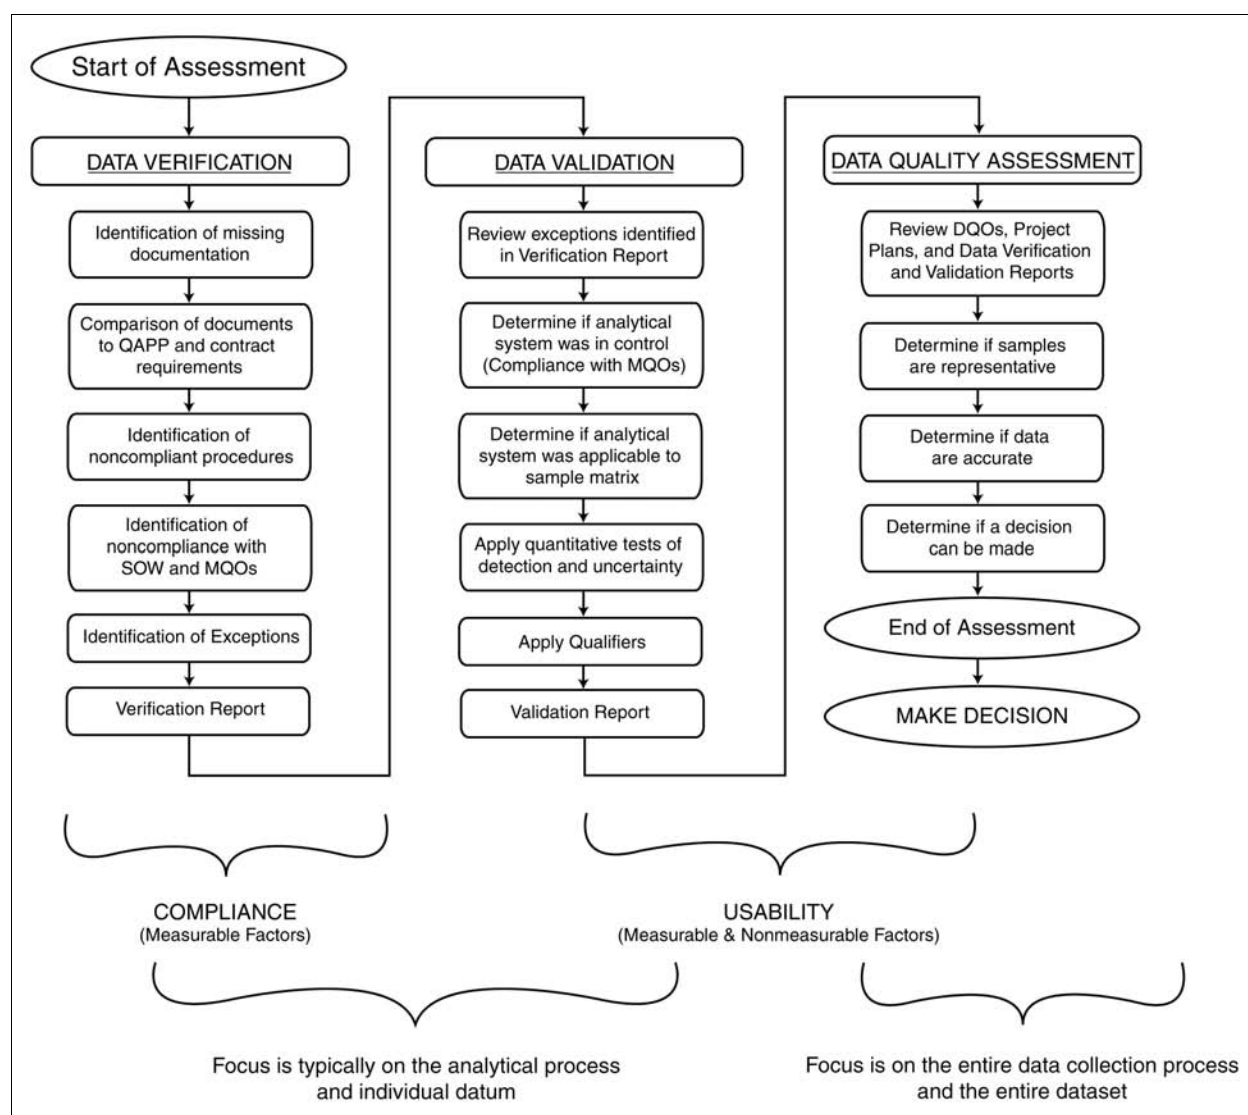 Start of Assessment
DATA VERIFICATION
Identification of missing
documentation
Comparison of documents
to QAPP and contract
requirements
Identification of
noncompliant procedures
Identification of
noncompliance with
SOW and MQOs
Identification of Exceptions
Verification Report
DATA VALIDATION
Review exceptions identified
in Verification Report
Determine if analytical
system was in control
(Compliance with MQOs)
Determine if analytical
system was applicable to
sample matrix
Apply quantitative tests of
detection and uncertainty
Apply Qualifiers
Validation Report
DATA QUALITY ASSESSMENT
Review DQOs, Project
Plans, and Data Verification
and Validation Reports
Determine if samples
are representative
Determine if data
are accurate
Determine if a decision
can be made
End of Assessment
MAKE DECISION
COMPLIANCE
(Measurable Factors)
USABILITY
(Measurable & Nonmeasurable Factors)
Focus is typically on the analytical process
and individual datum
Focus is on the entire data collection process
and the entire dataset